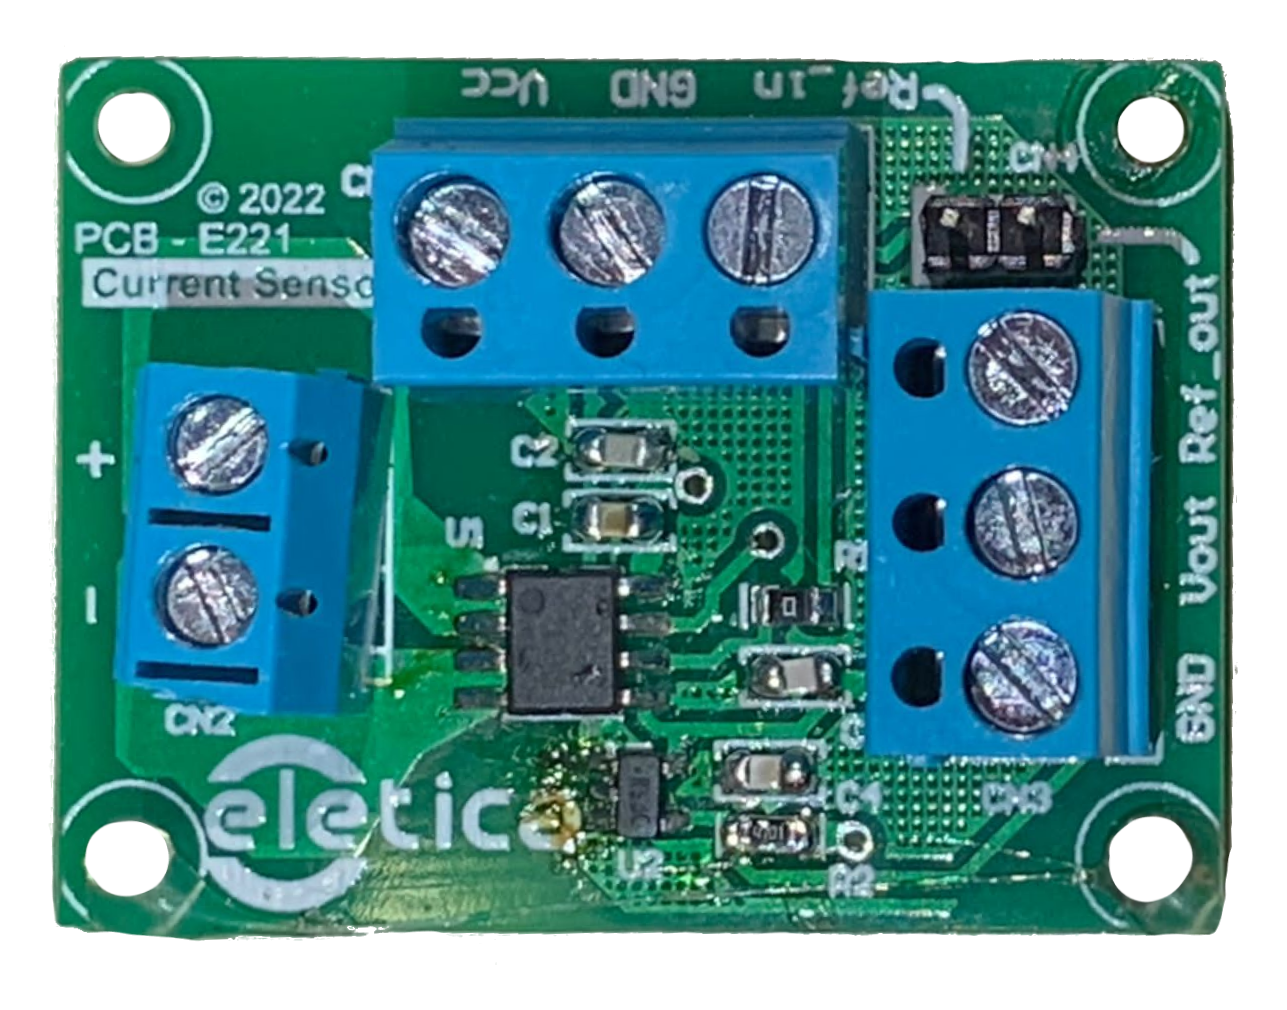 Vcc GND Ref_in
© 2022
PCB - E221
Current Senso
CN4
+
-
C2
C1
U1
CN2
C4
CN3
U2
R2
eletica
Ref_out
Vout
GND